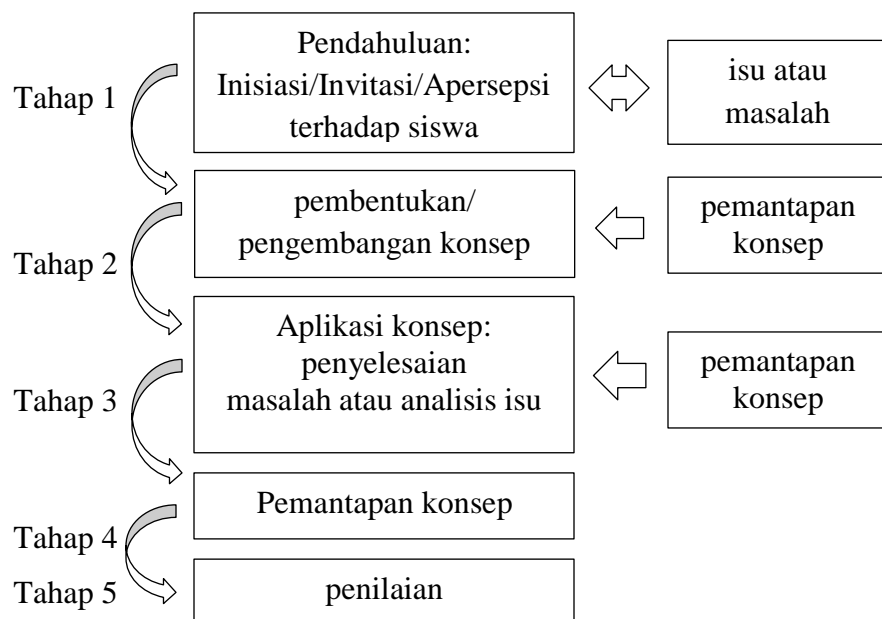 Tahap 1
Pendahuluan:
Inisiasi/Invitasi/Apersepsi
terhadap siswa
isu atau
masalah
Tahap 2
pembentukan/
pengembangan konsep
pemantapan
konsep
Tahap 3
Aplikasi konsep:
penyelesaian
masalah atau analisis isu
pemantapan
konsep
Tahap 4
Pemantapan konsep
Tahap 5
penilaian